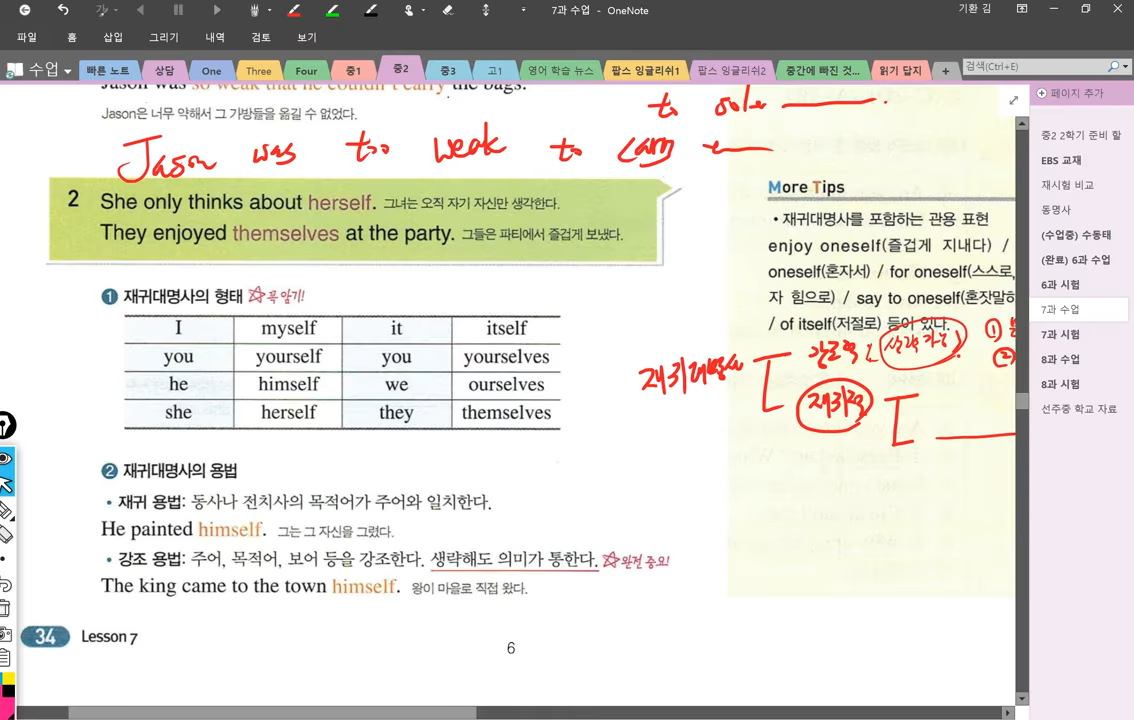 7과 수업 - OneNote
기환 김
파일 홈 삽입 그리기 내역 검토 보기
수업 빠른 노트 상담 One Three Four 중1 중2 중3 고1 영어 학습 뉴스 팝스 잉글리쉬1 팝스 잉글리쉬2 중간에 빠진 것... 읽기 답지 + 검색(Ctrl+E)
페이지 추가
중2 2학기 준비 할
EBS 교재
재시험 비교
동명사
(수업중) 수동태
(완료) 6과 수업
6과 시험
7과 수업
7과 시험
8과 수업
8과 시험
선주중 학교 자료
Jason was so weak that he couldn't carry the bags.
Jason은 너무 약해서 그 가방들을 옮길 수 없었다.
to
Jason was too weak to carry
2 She only thinks about herself. 그녀는 오직 자기 자신만 생각한다.
They enjoyed themselves at the party. 그들은 파티에서 즐겁게 보냈다.
1 재귀대명사의 형태 ☆꼭 암기!
I myself it itself
you yourself you yourselves
he himself we ourselves
she herself they themselves
2 재귀대명사의 용법
• 재귀 용법: 동사나 전치사의 목적어가 주어와 일치한다.
He painted himself. 그는 그 자신을 그렸다.
• 강조 용법: 주어, 목적어, 보어 등을 강조한다. 생략해도 의미가 통한다. ☆완전 중요!
The king came to the town himself. 왕이 마을로 직접 왔다.
34 Lesson 7
6
More Tips
• 재귀대명사를 포함하는 관용 표현
enjoy oneself(즐겁게 지내다) /
oneself(혼자서) / for oneself(스스로,
자 힘으로) / say to oneself(혼잣말하
/ of itself(저절로) 등이 있다.
재귀대명사
강조적 (생략가능) ①
②
재귀적